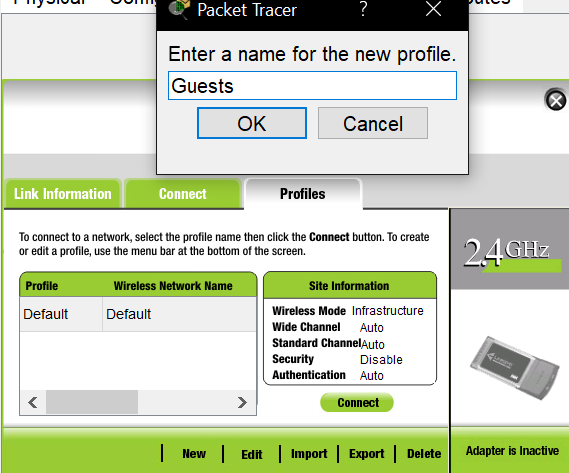 Packet Tracer ? X
Enter a name for the new profile.
Guests
OK Cancel
Link Information Connect Profiles
To connect to a network, select the profile name then click the Connect button. To create
or edit a profile, use the menu bar at the bottom of the screen.
2.4GHz
Profile Wireless Network Name
Default Default
Site Information
Wireless Mode Infrastructure
Wide Channel Auto
Standard Channel Auto
Security Disable
Authentication Auto
Connect
New Edit Import Export Delete
Adapter is Inactive